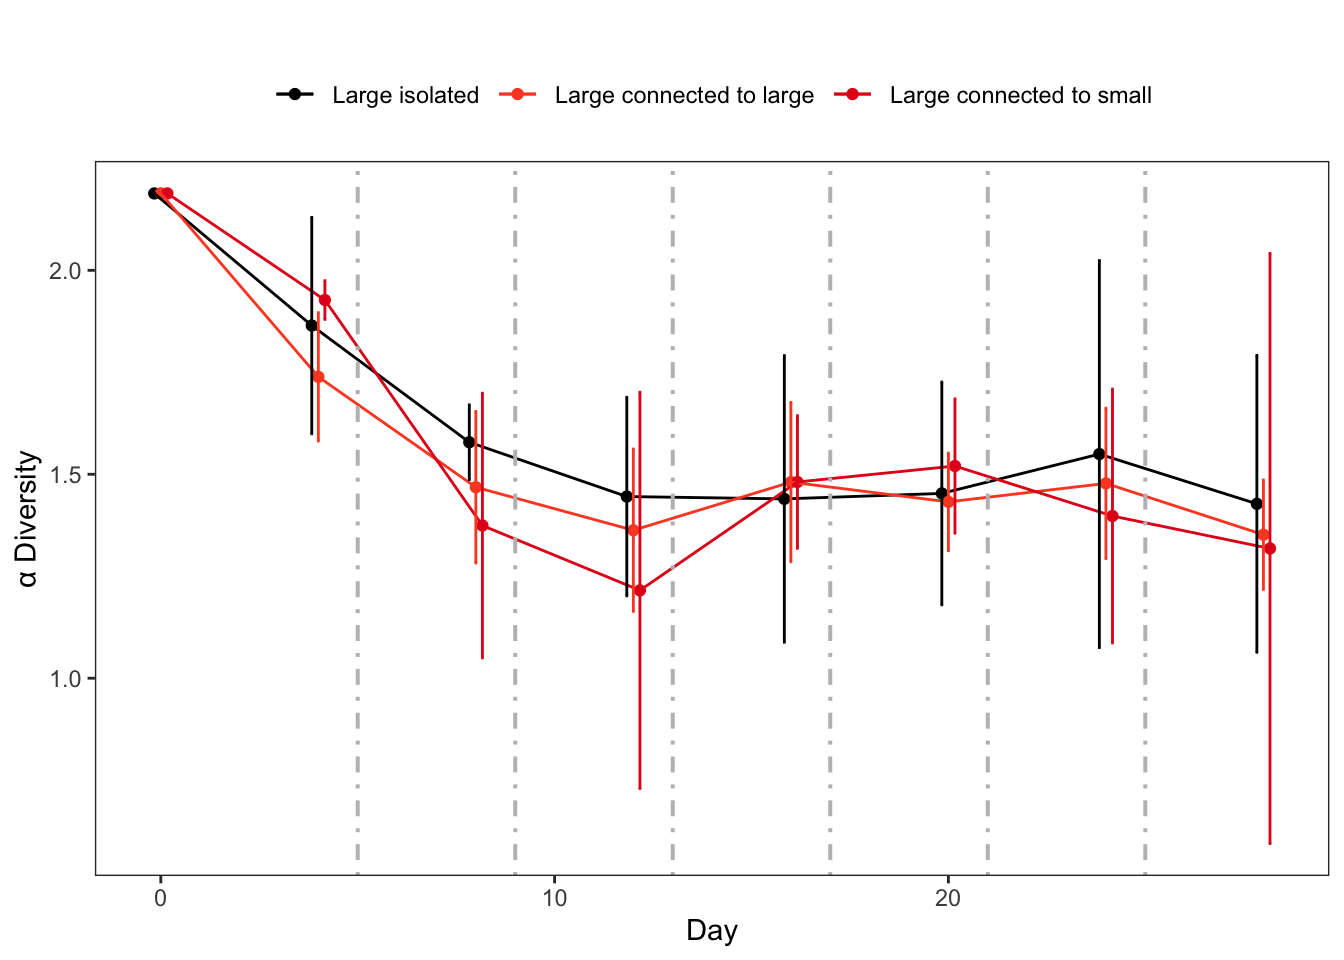 Large isolated Large connected to large Large connected to small
α Diversity
2.0
1.5
1.0
0 10 20
Day